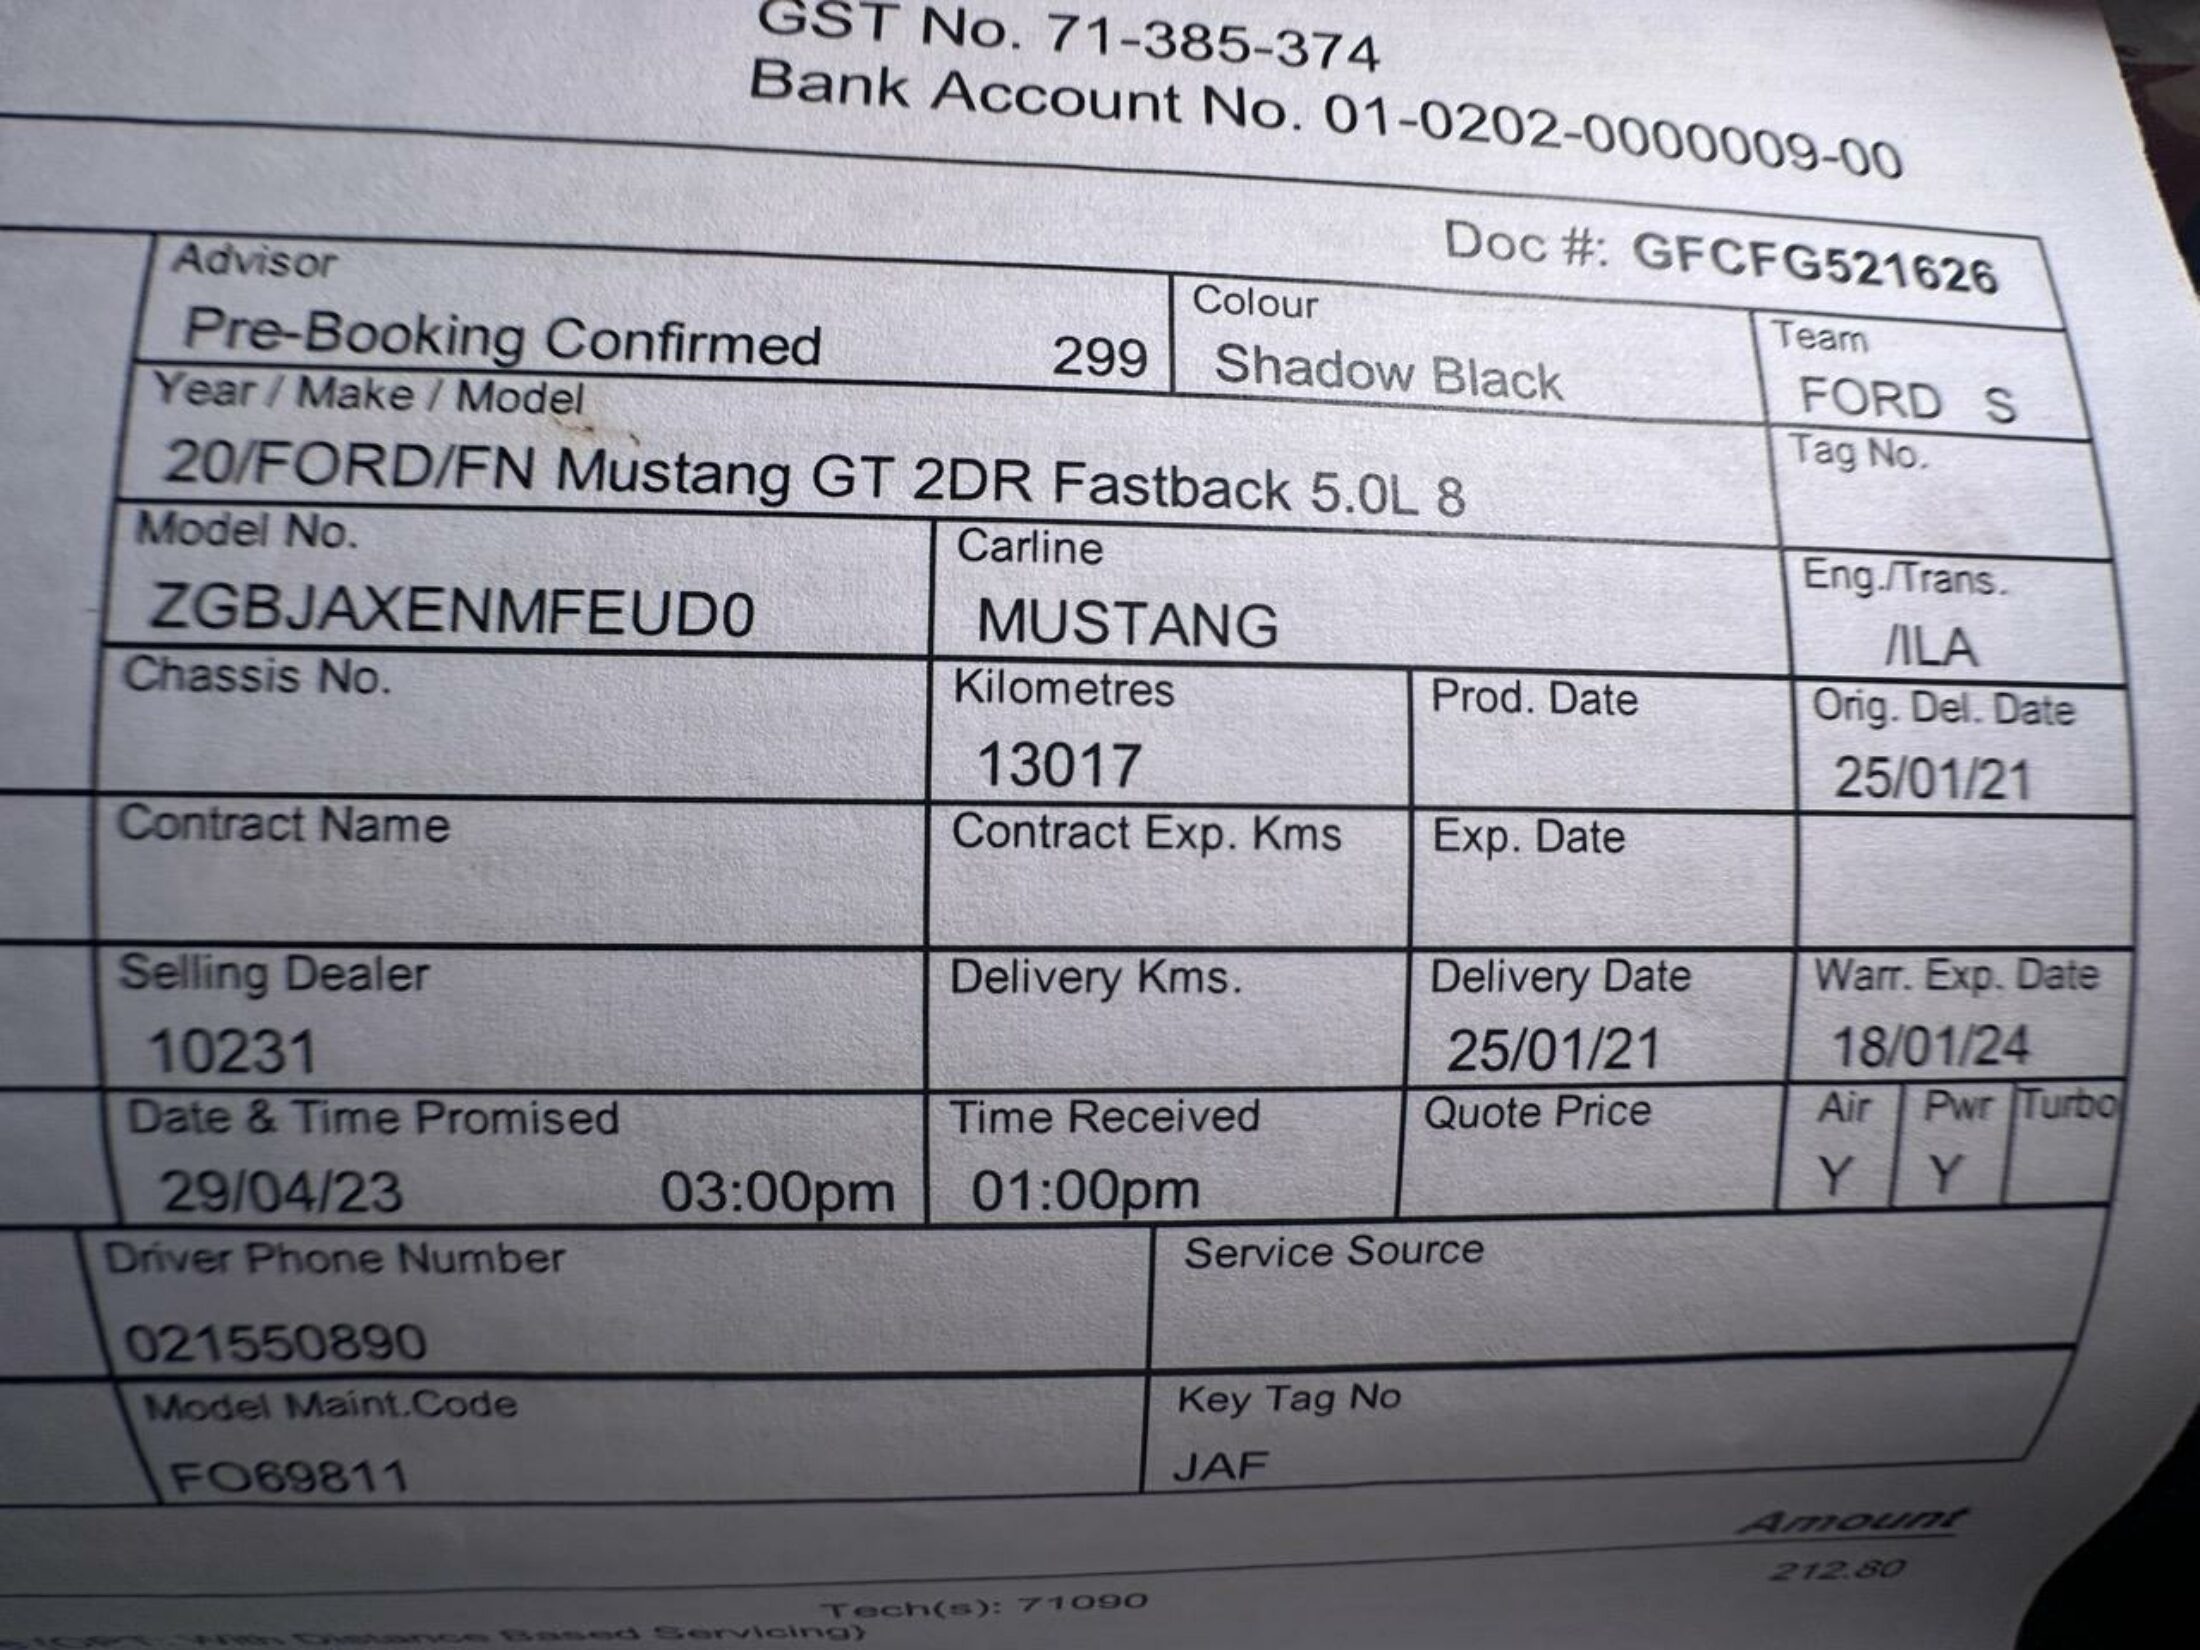 GST No. 71-385-374
Bank Account No. 01-0202-0000009-00
Doc #: GFCFG521626
Advisor
Pre-Booking Confirmed 299
Colour
Shadow Black
Team
FORD S
Year / Make / Model
20/FORD/FN Mustang GT 2DR Fastback 5.0L 8
Tag No.
Model No.
ZGBJAXENMFEUD0
Carline
MUSTANG
Eng./Trans.
/ILA
Chassis No.
Kilometres
13017
Prod. Date
Orig. Del. Date
25/01/21
Contract Name
Contract Exp. Kms
Exp. Date
Selling Dealer
10231
Delivery Kms.
Delivery Date
25/01/21
Warr. Exp. Date
18/01/24
Date & Time Promised
29/04/23 03:00pm
Time Received
01:00pm
Quote Price
Air
Y
Pwr
Y
Turbo
Driver Phone Number
021550890
Service Source
Model Maint.Code
FO69811
Key Tag No
JAF
Amount
212.80
Tech(s): 71090
With Distance Based Servicing)